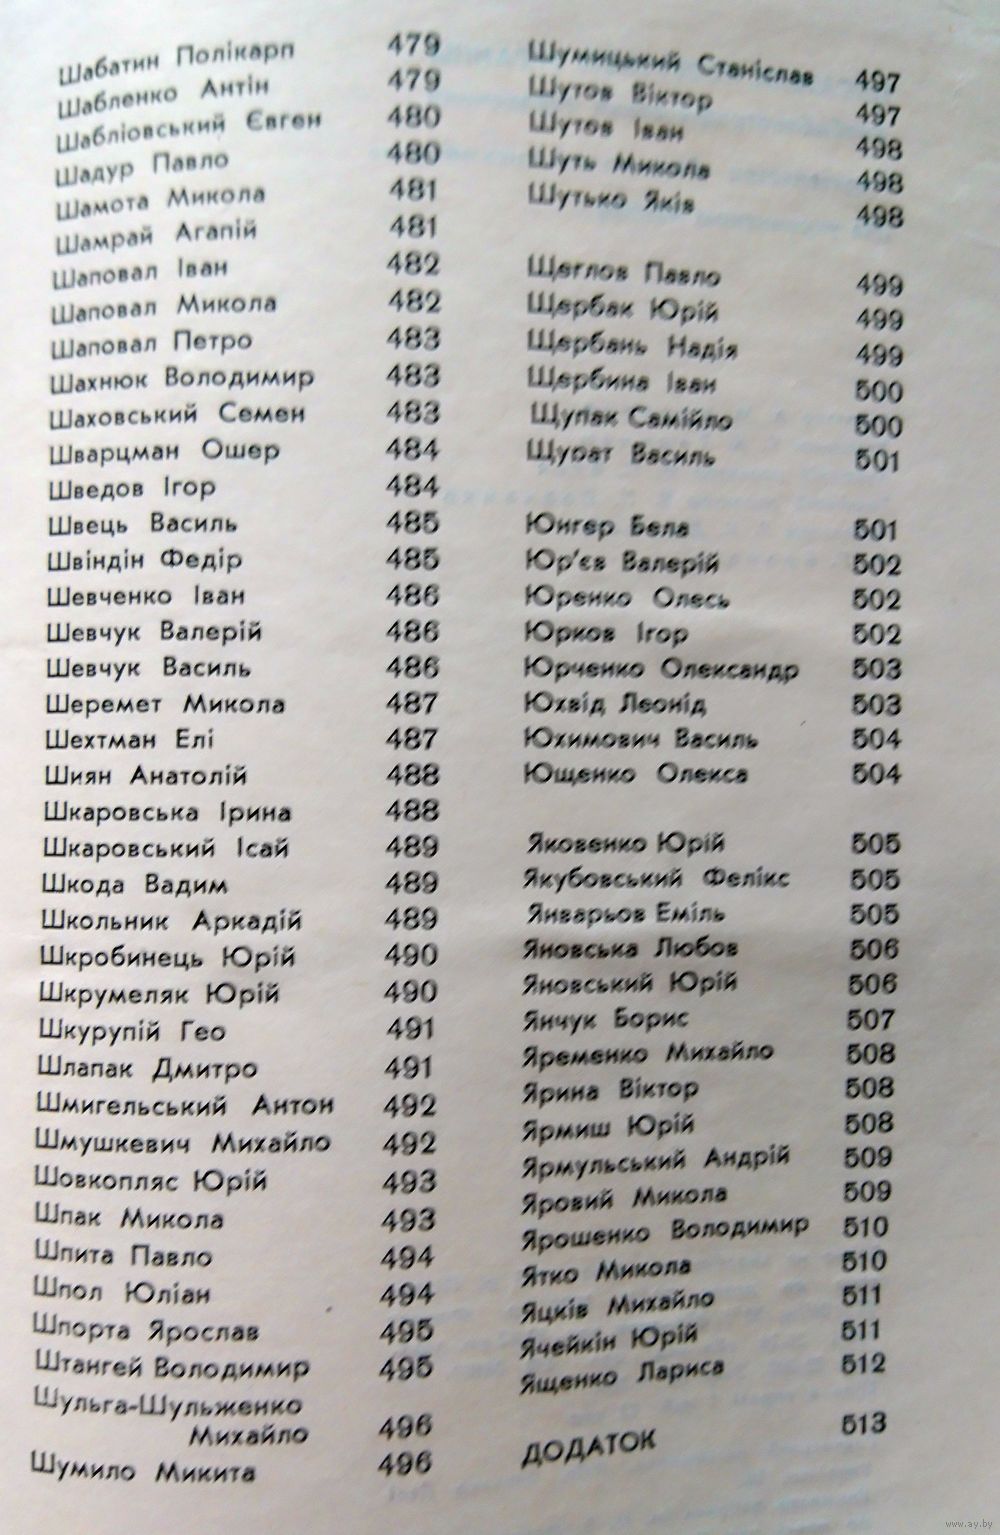 Шабатин Полікарп 479
Шабленко Антін 479
Шабліовський Євген 480
Шадур Павло 480
Шамота Микола 481
Шамрай Агапій 481
Шаповал Іван 482
Шаповал Микола 482
Шаповал Петро 483
Шахнюк Володимир 483
Шаховський Семен 483
Шварцман Ошер 484
Шведов Ігор 484
Швець Василь 485
Швіндін Федір 485
Шевченко Іван 486
Шевчук Валерій 486
Шевчук Василь 486
Шеремет Микола 487
Шехтман Елі 487
Шиян Анатолій 488
Шкаровська Ірина 488
Шкаровський Ісай 489
Шкода Вадим 489
Школьник Аркадій 489
Шкробинець Юрій 490
Шкрумеляк Юрій 490
Шкурупій Гео 491
Шлапак Дмитро 491
Шмигельський Антон 492
Шмушкевич Михайло 492
Шовкопляс Юрій 493
Шпак Микола 493
Шпита Павло 494
Шпол Юліан 494
Шпорта Ярослав 495
Штангей Володимир 495
Шульга-Шульженко
Михайло 496
Шумило Микита 496
Шумицький Станіслав 497
Шутов Віктор 497
Шутов Іван 498
Шуть Микола 498
Шутько Яків 498
Щеглов Павло 499
Щербак Юрій 499
Щербань Надія 499
Щербина Іван 500
Щупак Самійло 500
Щурат Василь 501
Юнгер Бела 501
Юр'єв Валерій 502
Юренко Олесь 502
Юрков Ігор 502
Юрченко Олександр 503
Юхвід Леонід 503
Юхимович Василь 504
Ющенко Олекса 504
Яковенко Юрій 505
Якубовський Фелікс 505
Январьов Еміль 505
Яновська Любов 506
Яновський Юрій 506
Янчук Борис 507
Яременко Михайло 508
Ярина Віктор 508
Ярмиш Юрій 508
Ярмульський Андрій 509
Яровий Микола 509
Ярошенко Володимир 510
Ятко Микола 510
Яцків Михайло 511
Ячейкін Юрій 511
Ященко Лариса 512
ДОДАТОК 513
www.ay.by